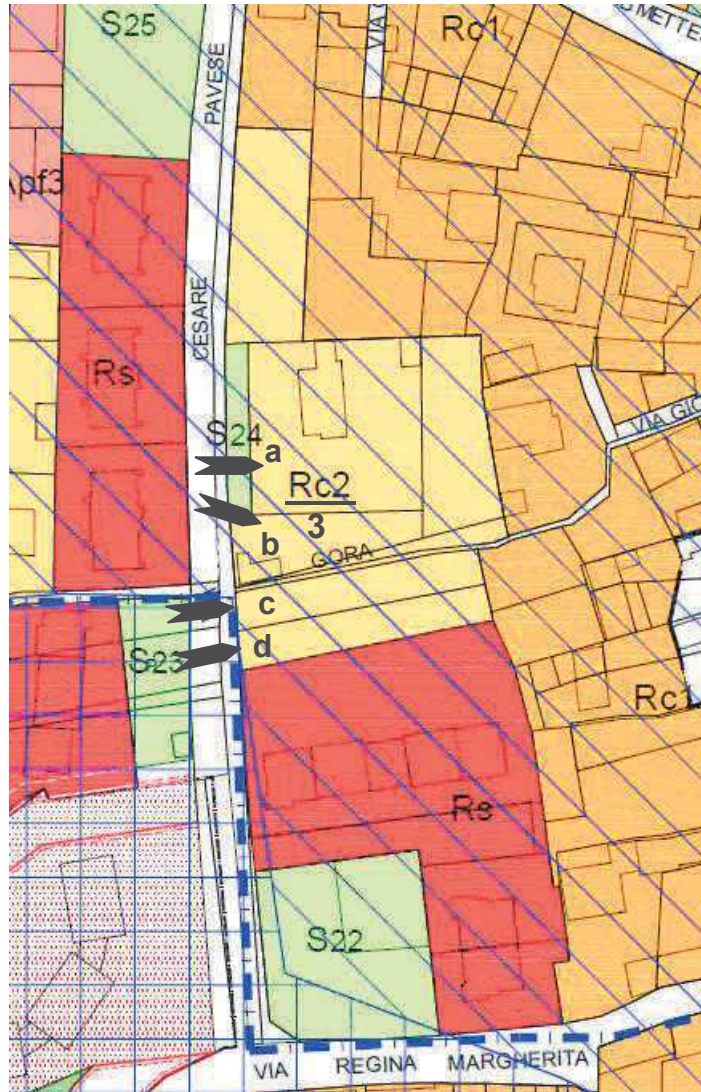 S25
PAVESE
VIA G
Rc1
METTE
Apf3
CESARE
Rs
S24
a
Rc2
3
b
GORA
VIA GIO
c
d
S23
Rc1
Rs
S22
VIA REGINA MARGHERITA